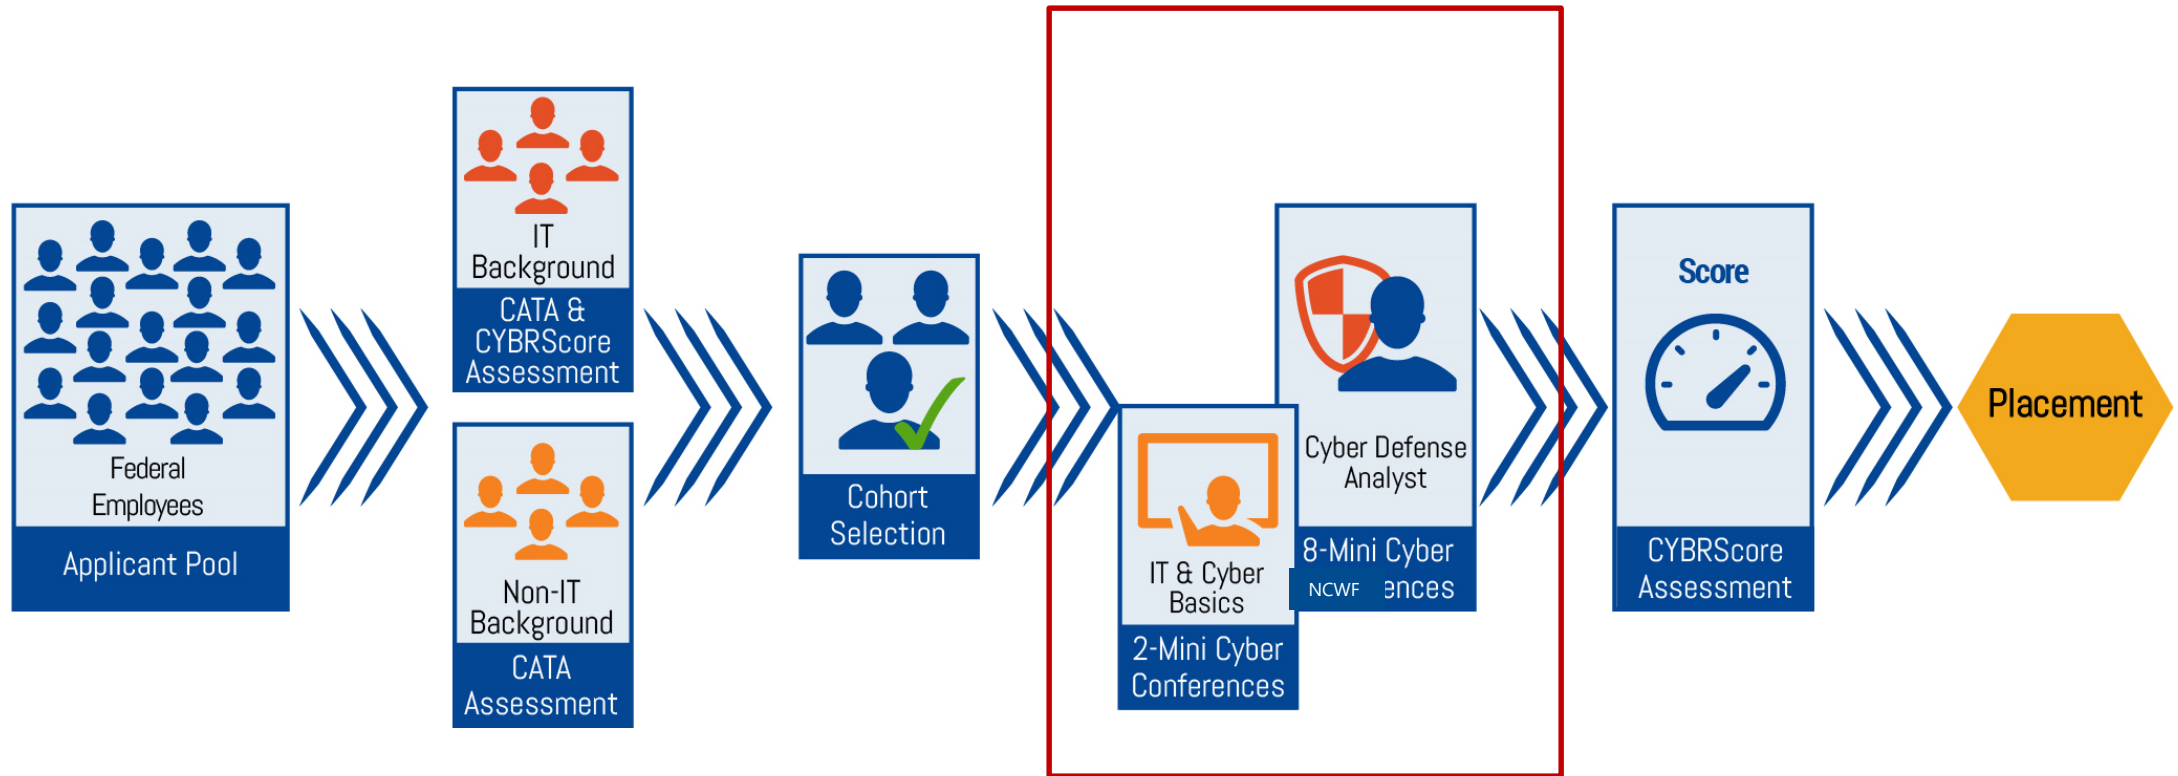 Federal
Employees
Applicant Pool
IT
Background
CATA &
CYBRScore
Assessment
Non-IT
Background
CATA
Assessment
Cohort
Selection
IT & Cyber
Basics
2-Mini Cyber
Conferences
Cyber Defense
Analyst
8-Mini Cyber
NCWF ences
Score
CYBRScore
Assessment
Placement